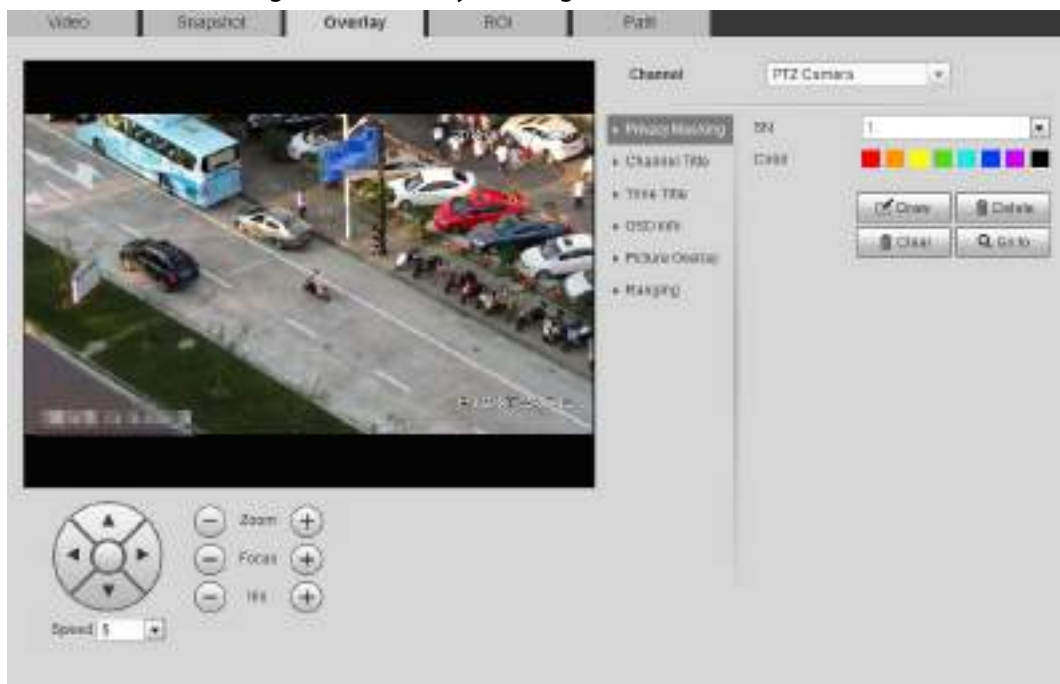 Video Snapshot Overlay ROI Path
Channel PTZ Camera
Privacy Masking
Channel Title
Time Title
OSD Info
Picture Overlay
Ranging
SN 1
Color
Draw Delete
Clear Go to
Zoom
Focus
Iris
Speed 5